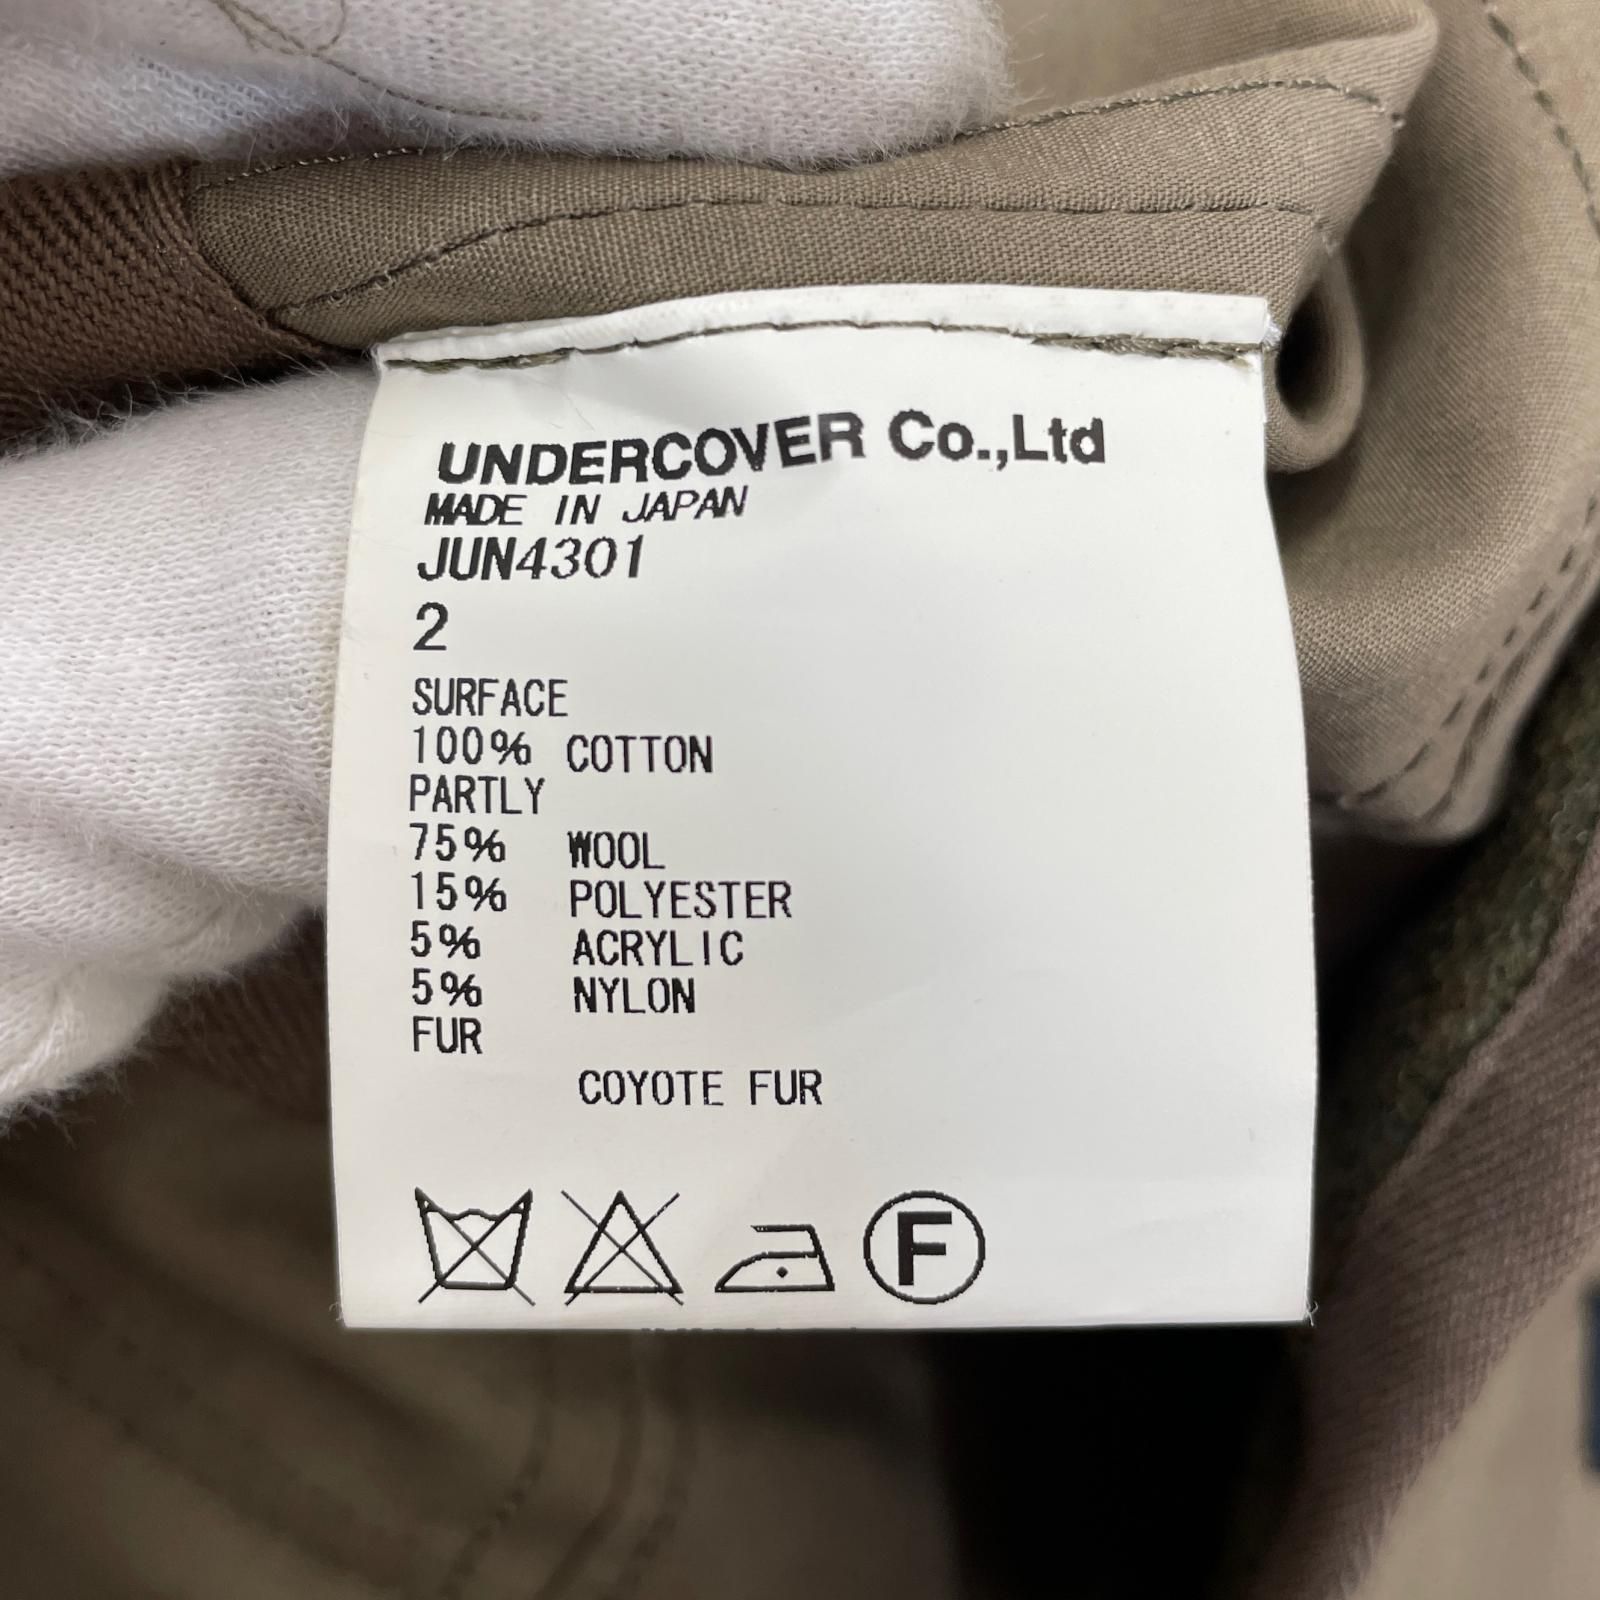 UNDERCOVER Co.,Ltd
MADE IN JAPAN
JUN4301
2
SURFACE
100% COTTON
PARTLY
75% WOOL
15% POLYESTER
5% ACRYLIC
5% NYLON
FUR
COYOTE FUR
F